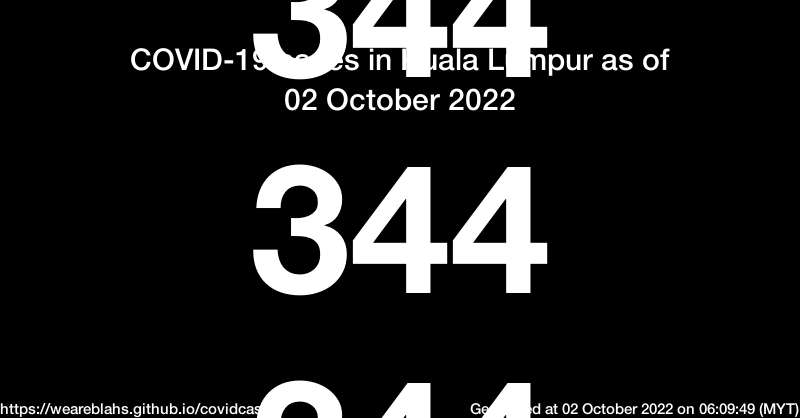 344
COVID-19 cases in Kuala Lumpur as of
02 October 2022
344
344
https://weareblahs.github.io/covidcas
Generated at 02 October 2022 on 06:09:49 (MYT)